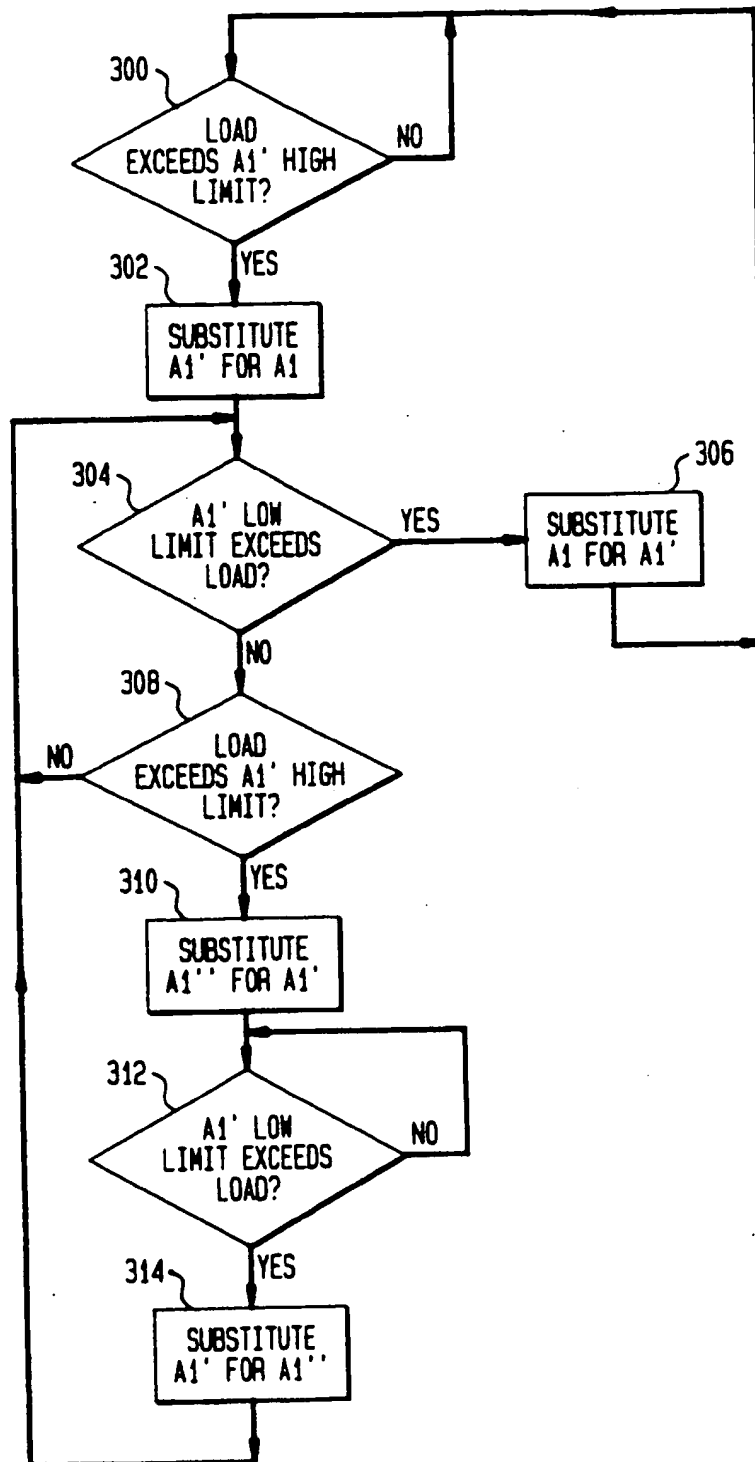 300
LOAD
EXCEEDS A1' HIGH
LIMIT?
NO
YES
302
SUBSTITUTE
A1' FOR A1
304
A1' LOW
LIMIT EXCEEDS
LOAD?
YES
306
SUBSTITUTE
A1 FOR A1'
NO
308
LOAD
EXCEEDS A1' HIGH
LIMIT?
NO
YES
310
SUBSTITUTE
A1'' FOR A1'
312
A1' LOW
LIMIT EXCEEDS
LOAD?
NO
YES
314
SUBSTITUTE
A1' FOR A1''